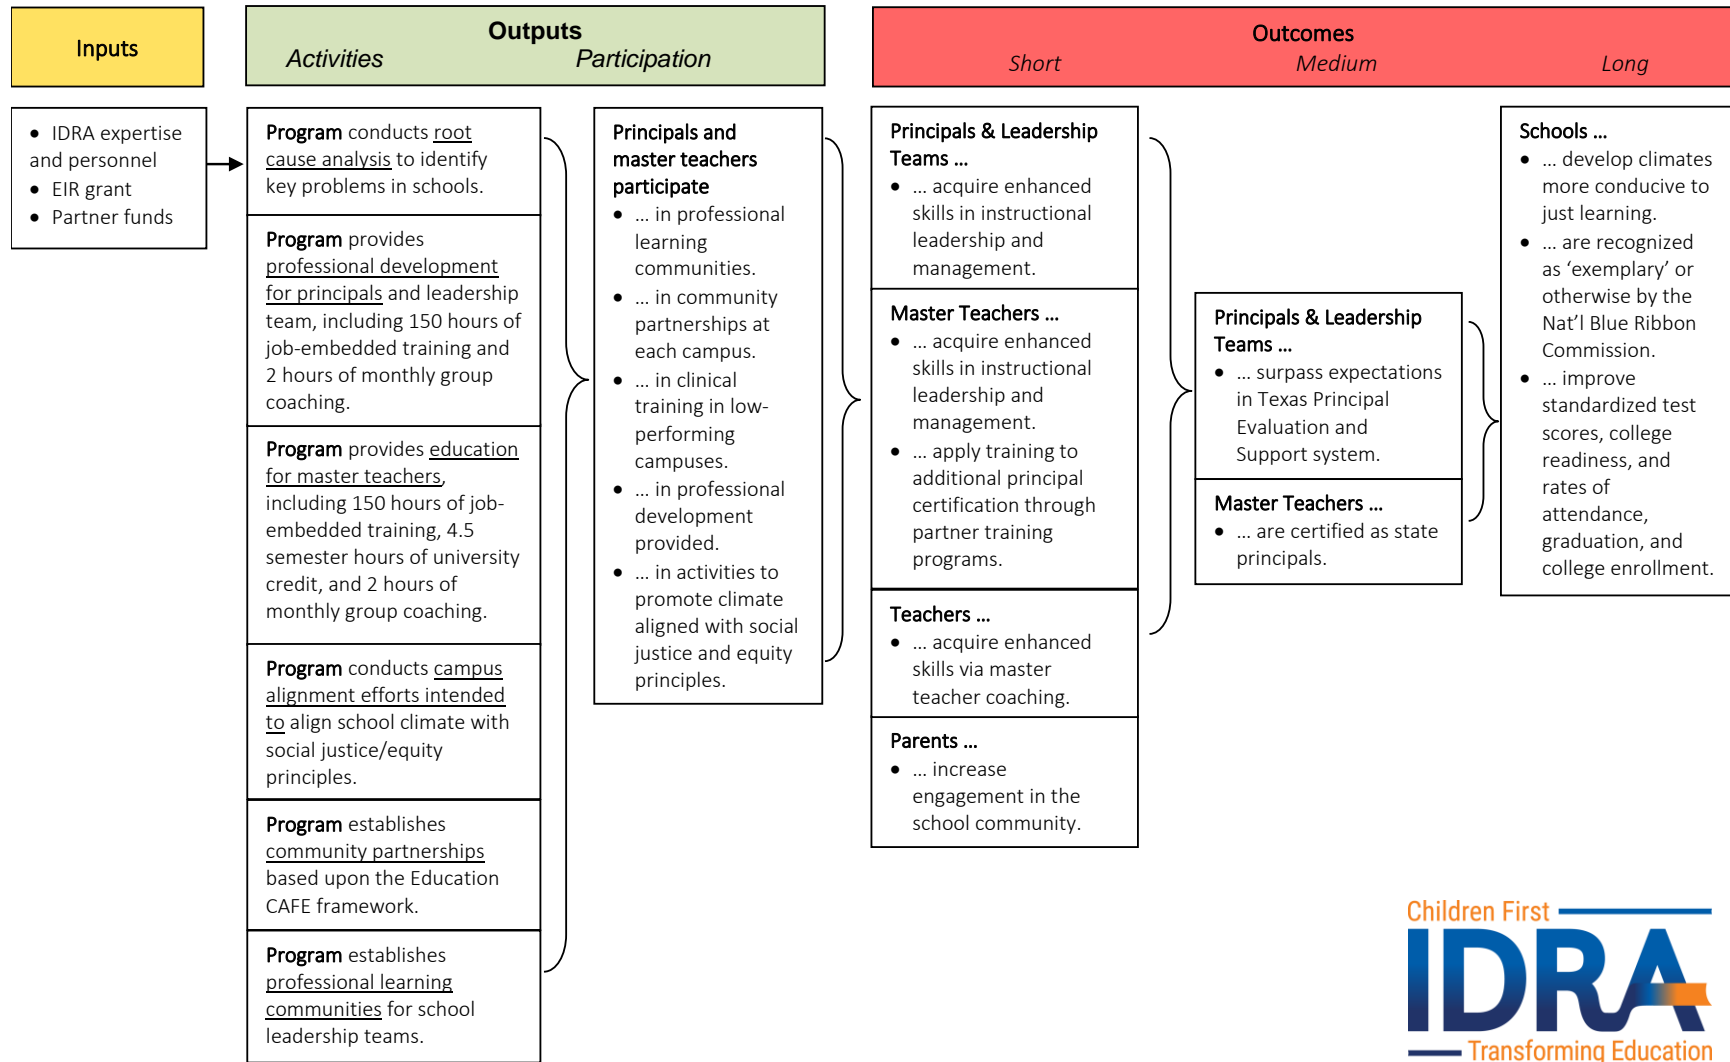 Inputs
Outputs
Activities
Participation
Outcomes
Short
Medium
Long
• IDRA expertise
and personnel
• EIR grant
• Partner funds
Program conducts root
cause analysis to identify
key problems in schools.
Program provides
professional development
for principals and leadership
team, including 150 hours of
job-embedded training and
2 hours of monthly group
coaching.
Program provides education
for master teachers,
including 150 hours of job-
embedded training, 4.5
semester hours of university
credit, and 2 hours of
monthly group coaching.
Program conducts campus
alignment efforts intended
to align school climate with
social justice/equity
principles.
Program establishes
community partnerships
based upon the Education
CAFE framework.
Program establishes
professional learning
communities for school
leadership teams.
Principals and
master teachers
participate
• … in professional
learning
communities.
• … in community
partnerships at
each campus.
• … in clinical
training in low-
performing
campuses.
• … in professional
development
provided.
• … in activities to
promote climate
aligned with social
justice and equity
principles.
Principals & Leadership
Teams …
• … acquire enhanced
skills in instructional
leadership and
management.
Master Teachers …
• … acquire enhanced
skills in instructional
leadership and
management.
• … apply training to
additional principal
certification through
partner training
programs.
Teachers …
• … acquire enhanced
skills via master
teacher coaching.
Parents …
• … increase
engagement in the
school community.
Principals & Leadership
Teams …
• … surpass expectations
in Texas Principal
Evaluation and
Support system.
Master Teachers …
• … are certified as state
principals.
Schools …
• … develop climates
more conducive to
just learning.
• … are recognized
as ‘exemplary’ or
otherwise by the
Nat’l Blue Ribbon
Commission.
• … improve
standardized test
scores, college
readiness, and
rates of
attendance,
graduation, and
college enrollment.
Children First
IDRA
Transforming Education